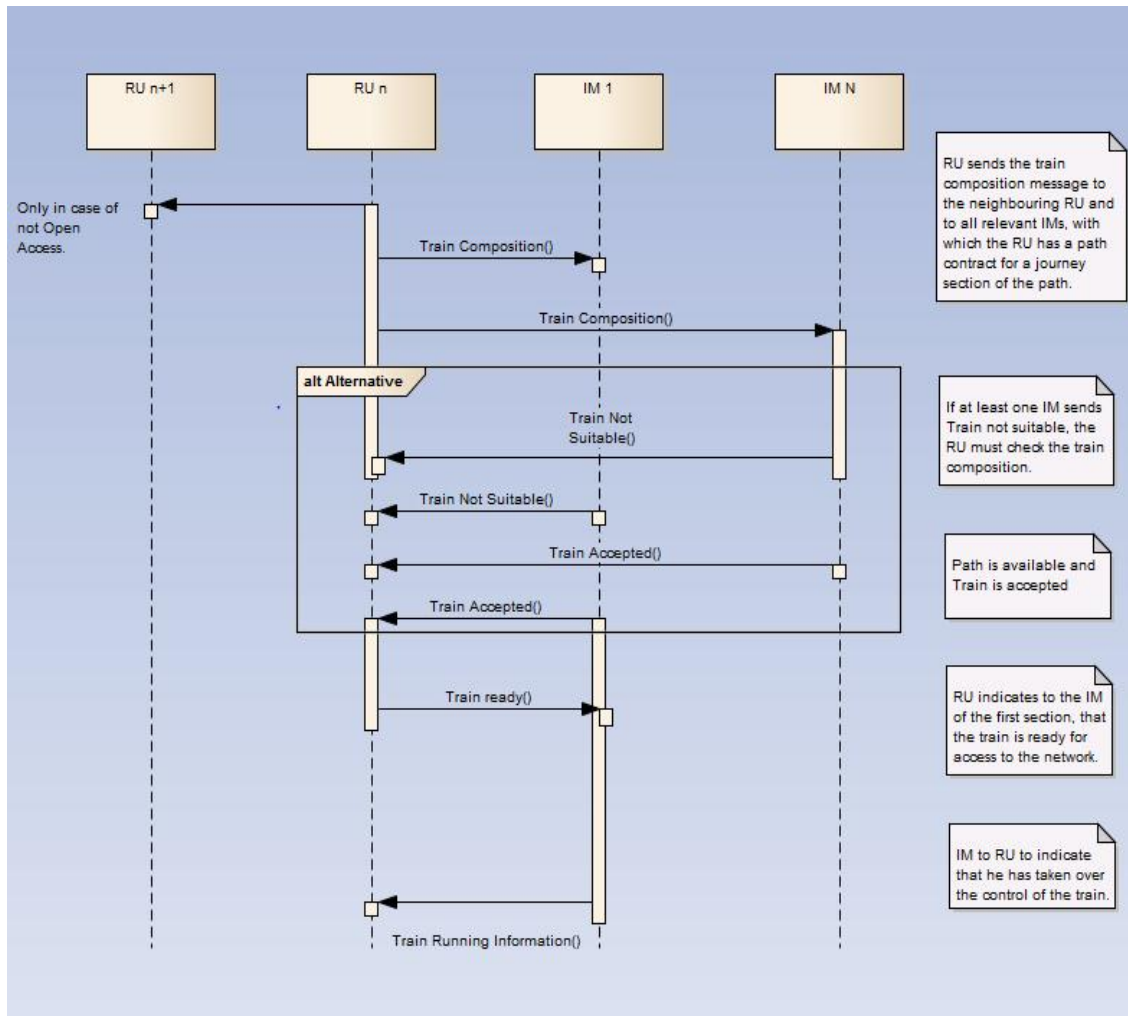 RU n+1
RU n
IM 1
IM N
RU sends the train
composition message to
the neighbouring RU and
to all relevant IMs, with
which the RU has a path
contract for a journey
section of the path.
Only in case of
not Open
Access.
Train Composition()
Train Composition()
alt Alternative
If at least one IM sends
Train not suitable, the
RU must check the train
composition.
Train Not
Suitable()
Train Not Suitable()
Train Accepted()
Path is available and
Train is accepted
Train Accepted()
Train ready()
RU indicates to the IM
of the first section, that
the train is ready for
access to the network.
IM to RU to indicate
that he has taken over
the control of the train.
Train Running Information()